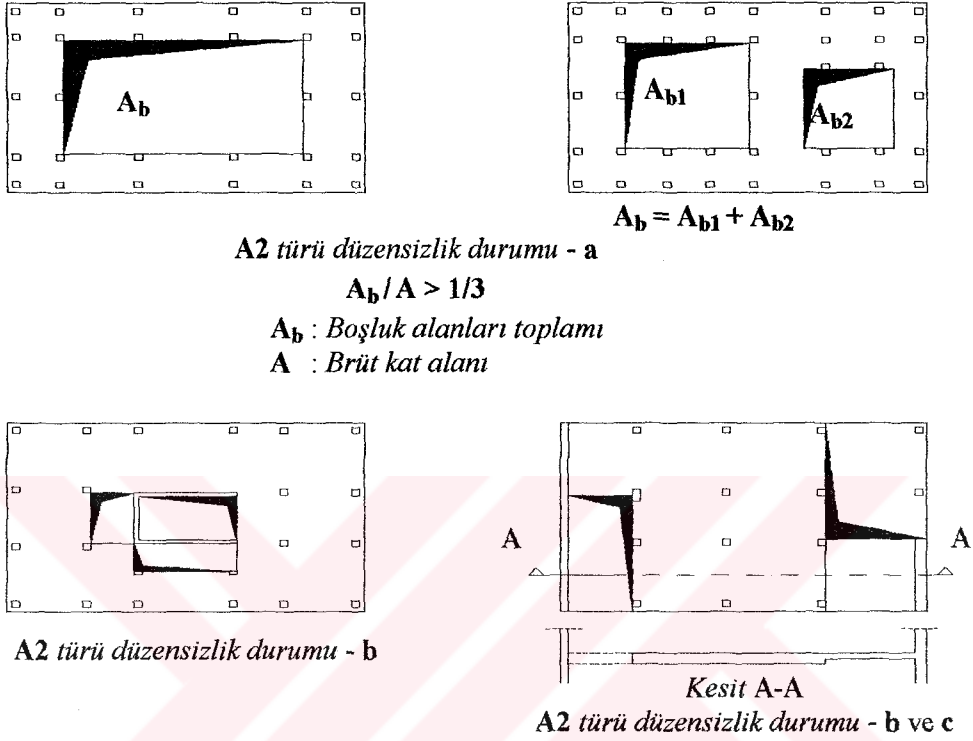 A_b
A_b1
A_b2
A_b = A_b1 + A_b2
A2 türü düzensizlik durumu - a
A_b / A > 1/3
A_b : Boşluk alanları toplamı
A : Brüt kat alanı
A A
A2 türü düzensizlik durumu - b
Kesit A-A
A2 türü düzensizlik durumu - b ve c